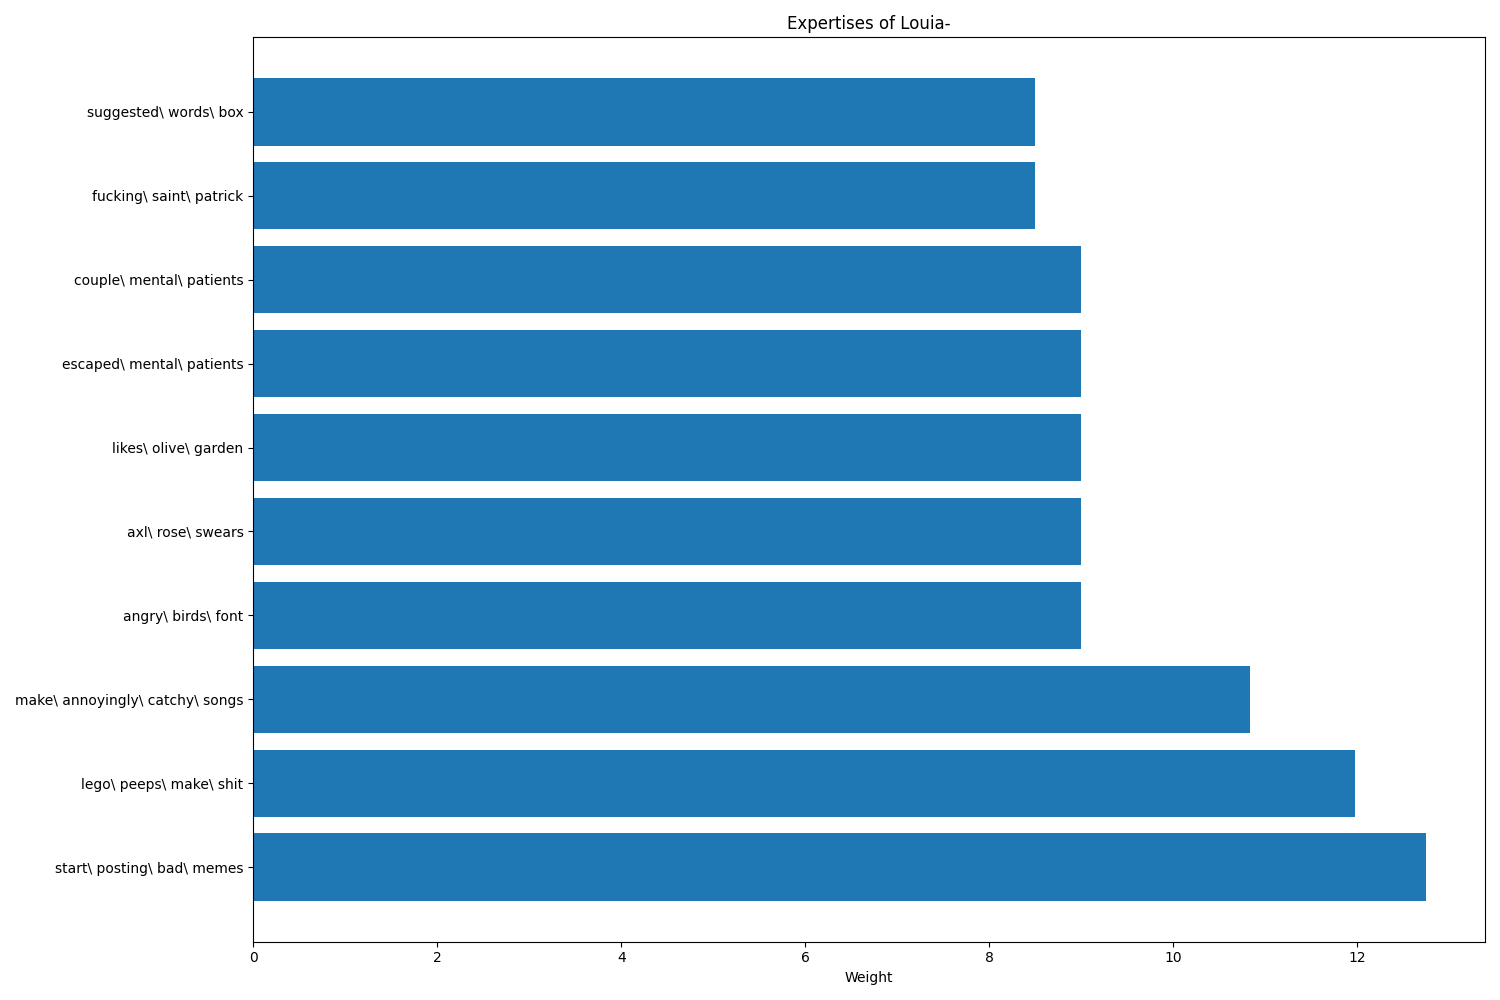 Expertises of Louia-
suggested\ words\ box
fucking\ saint\ patrick
couple\ mental\ patients
escaped\ mental\ patients
likes\ olive\ garden
axl\ rose\ swears
angry\ birds\ font
make\ annoyingly\ catchy\ songs
lego\ peeps\ make\ shit
start\ posting\ bad\ memes
0 2 4 6 8 10 12
Weight